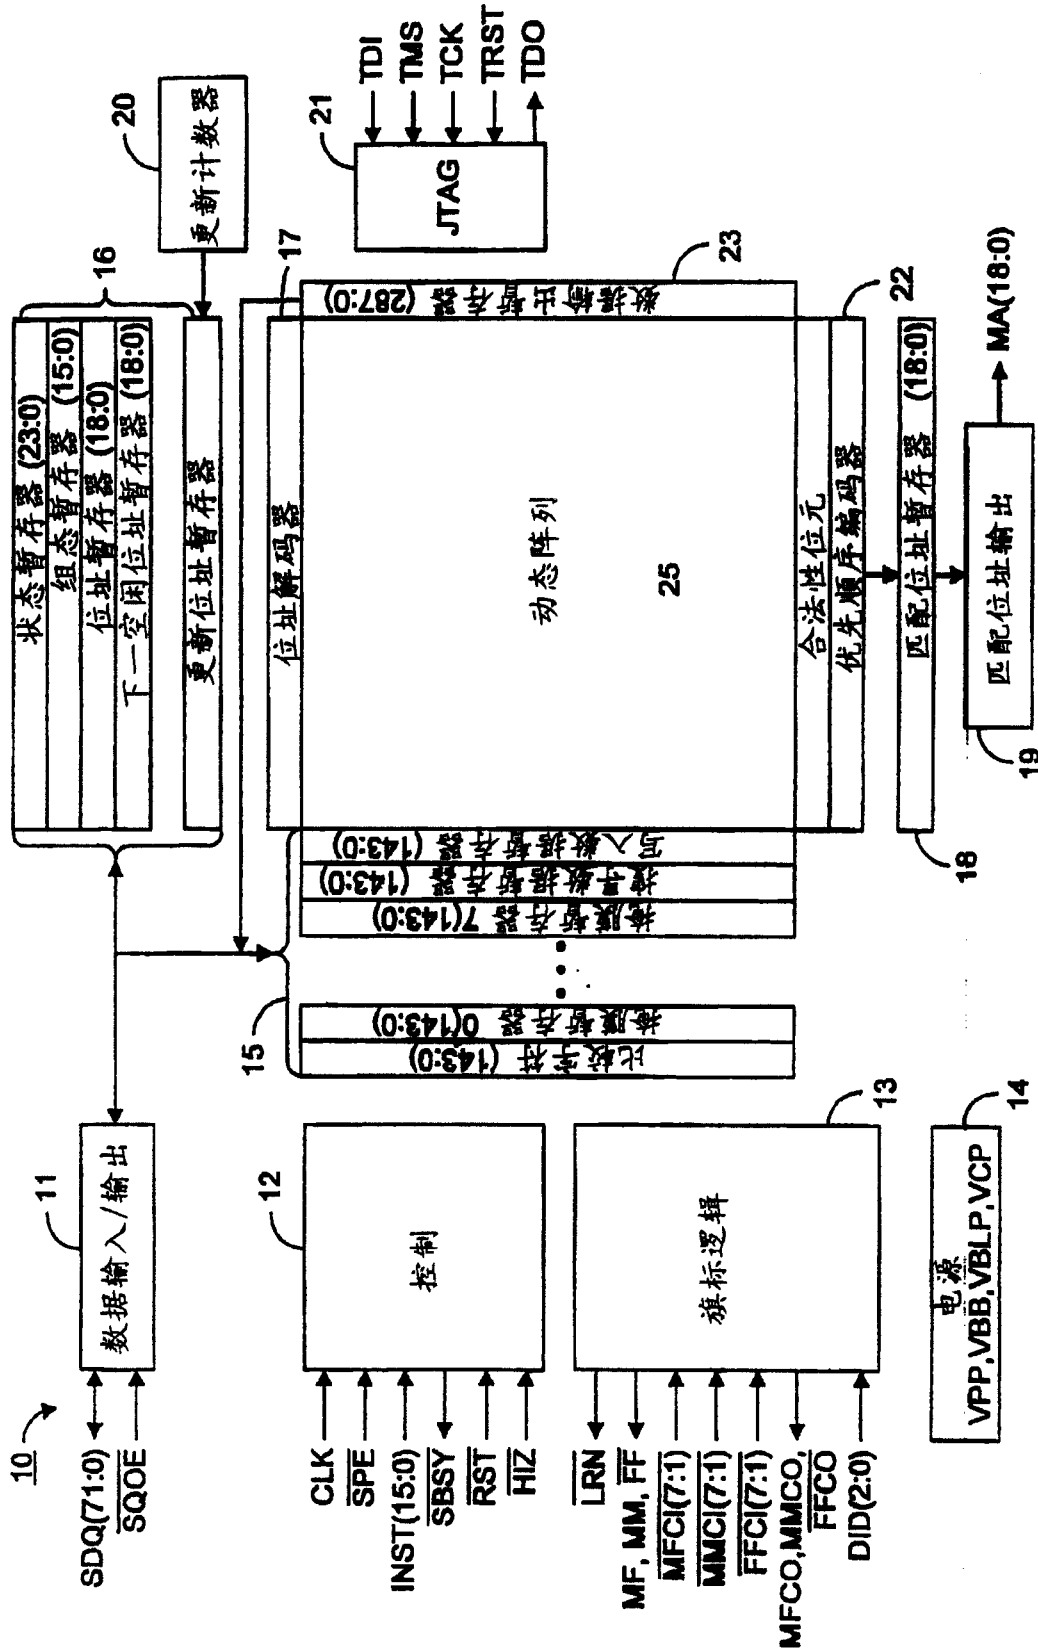 10
SDQ(71:0)
SQOE
11
数据输入/输出
状态暂存器 (23:0)
组态暂存器 (15:0)
位址暂存器 (18:0)
下一空闲位址暂存器 (18:0)
更新位址暂存器
16
20
更新计数器
CLK
SPE
INST(15:0)
SBSY
RST
HIZ
12
控制
15
比较字符 (143:0)
掩膜暂存器 0(143:0)
掩膜暂存器 7(143:0)
搜寻数据暂存器 (143:0)
写入数据暂存器 (143:0)
位址解码器
17
动态阵列
25
数据输出暂存器 (287:0)
23
21
JTAG
TDI
TMS
TCK
TRST
TDO
LRN
MF, MM, FF
MFCI(7:1)
MMCI(7:1)
FFCI(7:1)
MFCO,MMCO,
FFCO
DID(2:0)
旗标逻辑
13
合法性位元
优先顺序编码器
22
匹配位址暂存器 (18:0)
18
匹配位址输出
19
MA(18:0)
14
电源
VPP,VBB,VBLP,VCP